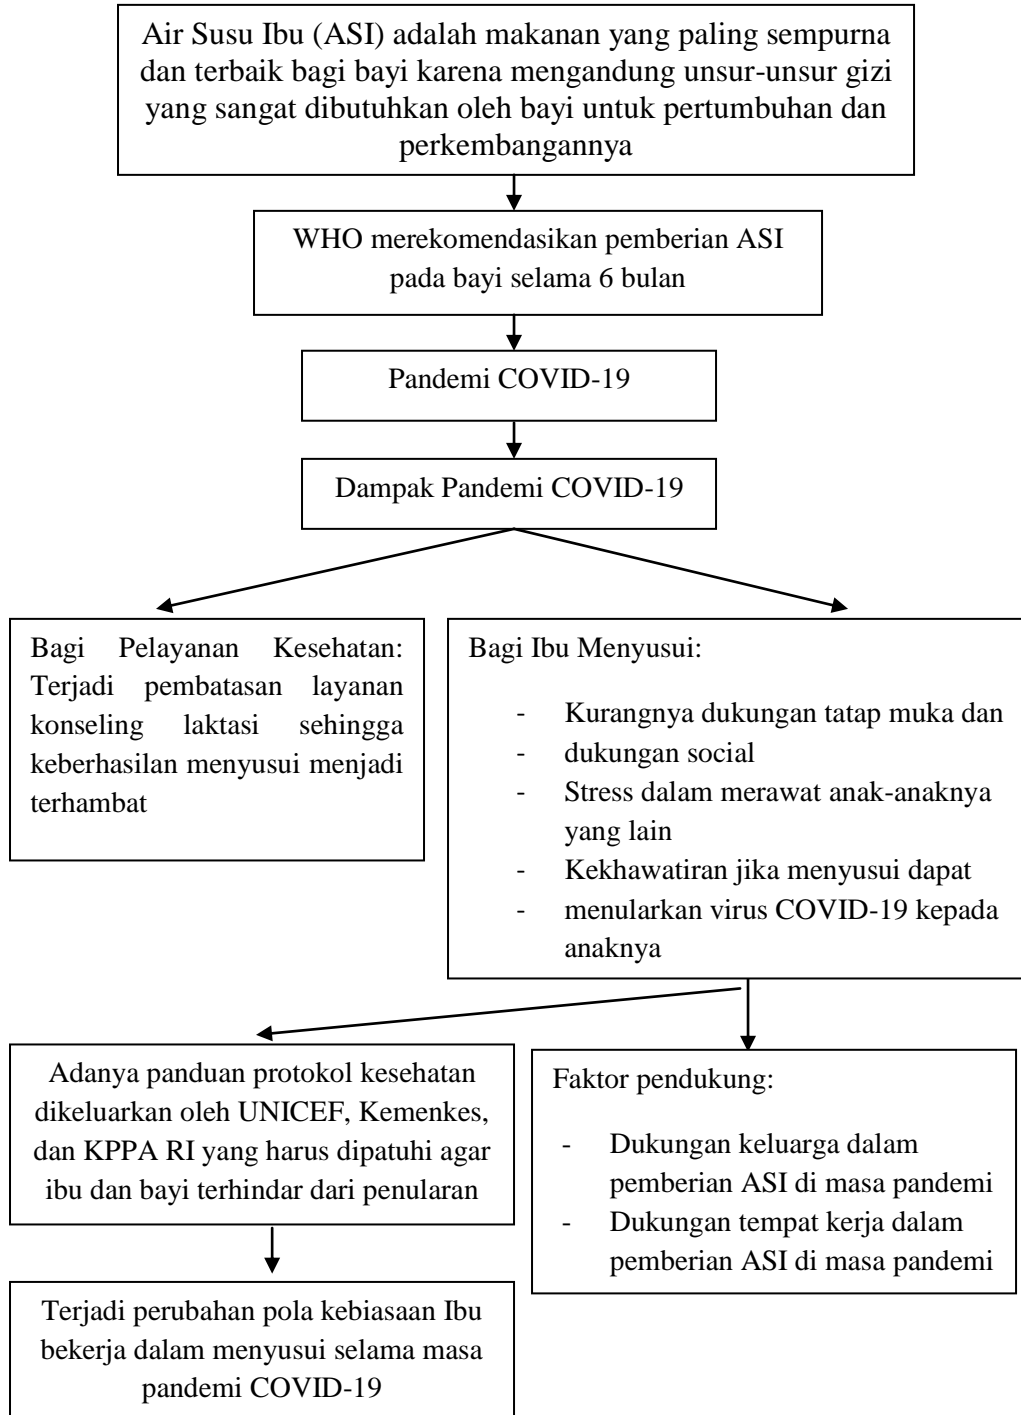 Air Susu Ibu (ASI) adalah makanan yang paling sempurna
dan terbaik bagi bayi karena mengandung unsur-unsur gizi
yang sangat dibutuhkan oleh bayi untuk pertumbuhan dan
perkembangannya
WHO merekomendasikan pemberian ASI
pada bayi selama 6 bulan
Pandemi COVID-19
Dampak Pandemi COVID-19
Bagi Pelayanan Kesehatan:
Terjadi pembatasan layanan
konseling laktasi sehingga
keberhasilan menyusui menjadi
terhambat
Bagi Ibu Menyusui:
- Kurangnya dukungan tatap muka dan
- dukungan social
- Stress dalam merawat anak-anaknya
yang lain
- Kekhawatiran jika menyusui dapat
- menularkan virus COVID-19 kepada
anaknya
Adanya panduan protokol kesehatan
dikeluarkan oleh UNICEF, Kemenkes,
dan KPPA RI yang harus dipatuhi agar
ibu dan bayi terhindar dari penularan
Faktor pendukung:
- Dukungan keluarga dalam
pemberian ASI di masa pandemi
- Dukungan tempat kerja dalam
pemberian ASI di masa pandemi
Terjadi perubahan pola kebiasaan Ibu
bekerja dalam menyusui selama masa
pandemi COVID-19